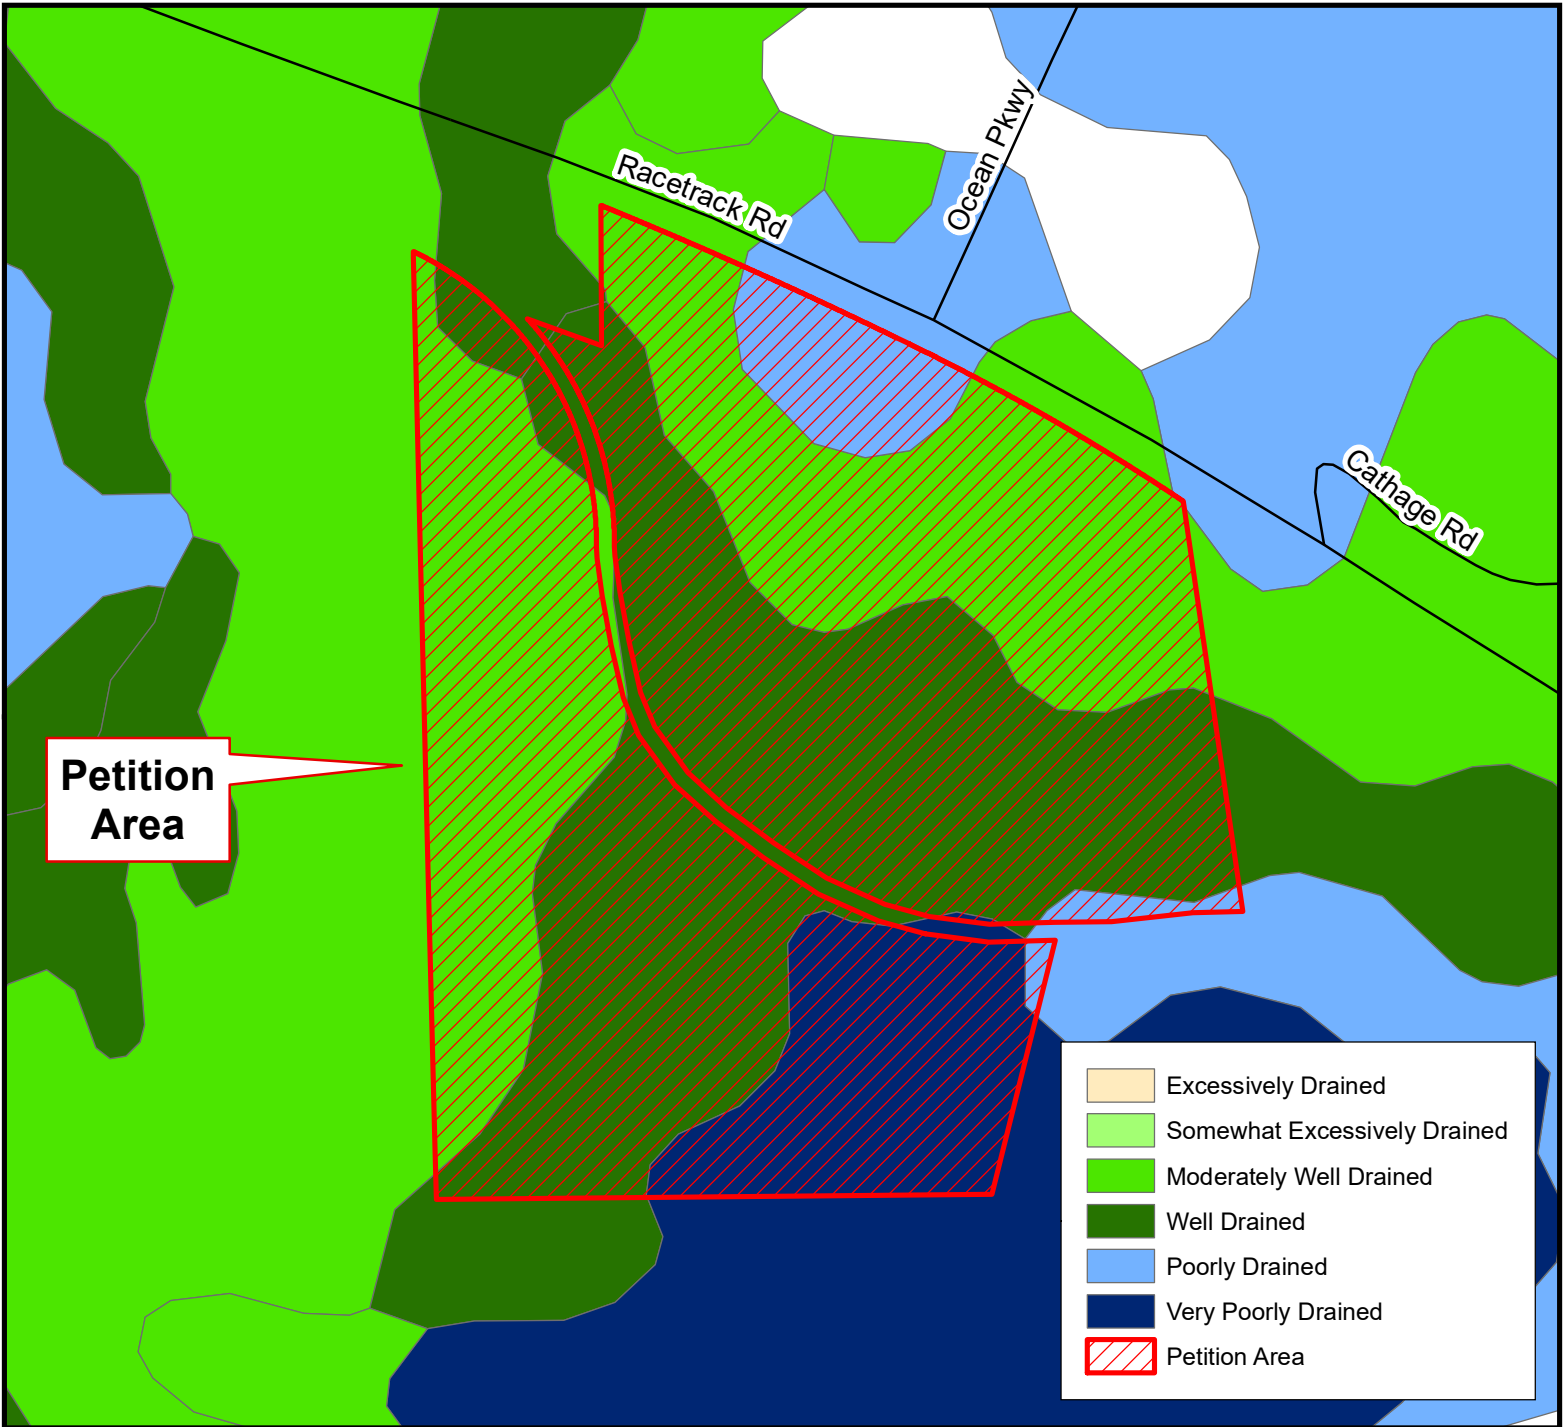 Racetrack Rd
Ocean Pkwy
Cathage Rd
Petition
Area
Excessively Drained
Somewhat Excessively Drained
Moderately Well Drained
Well Drained
Poorly Drained
Very Poorly Drained
Petition Area